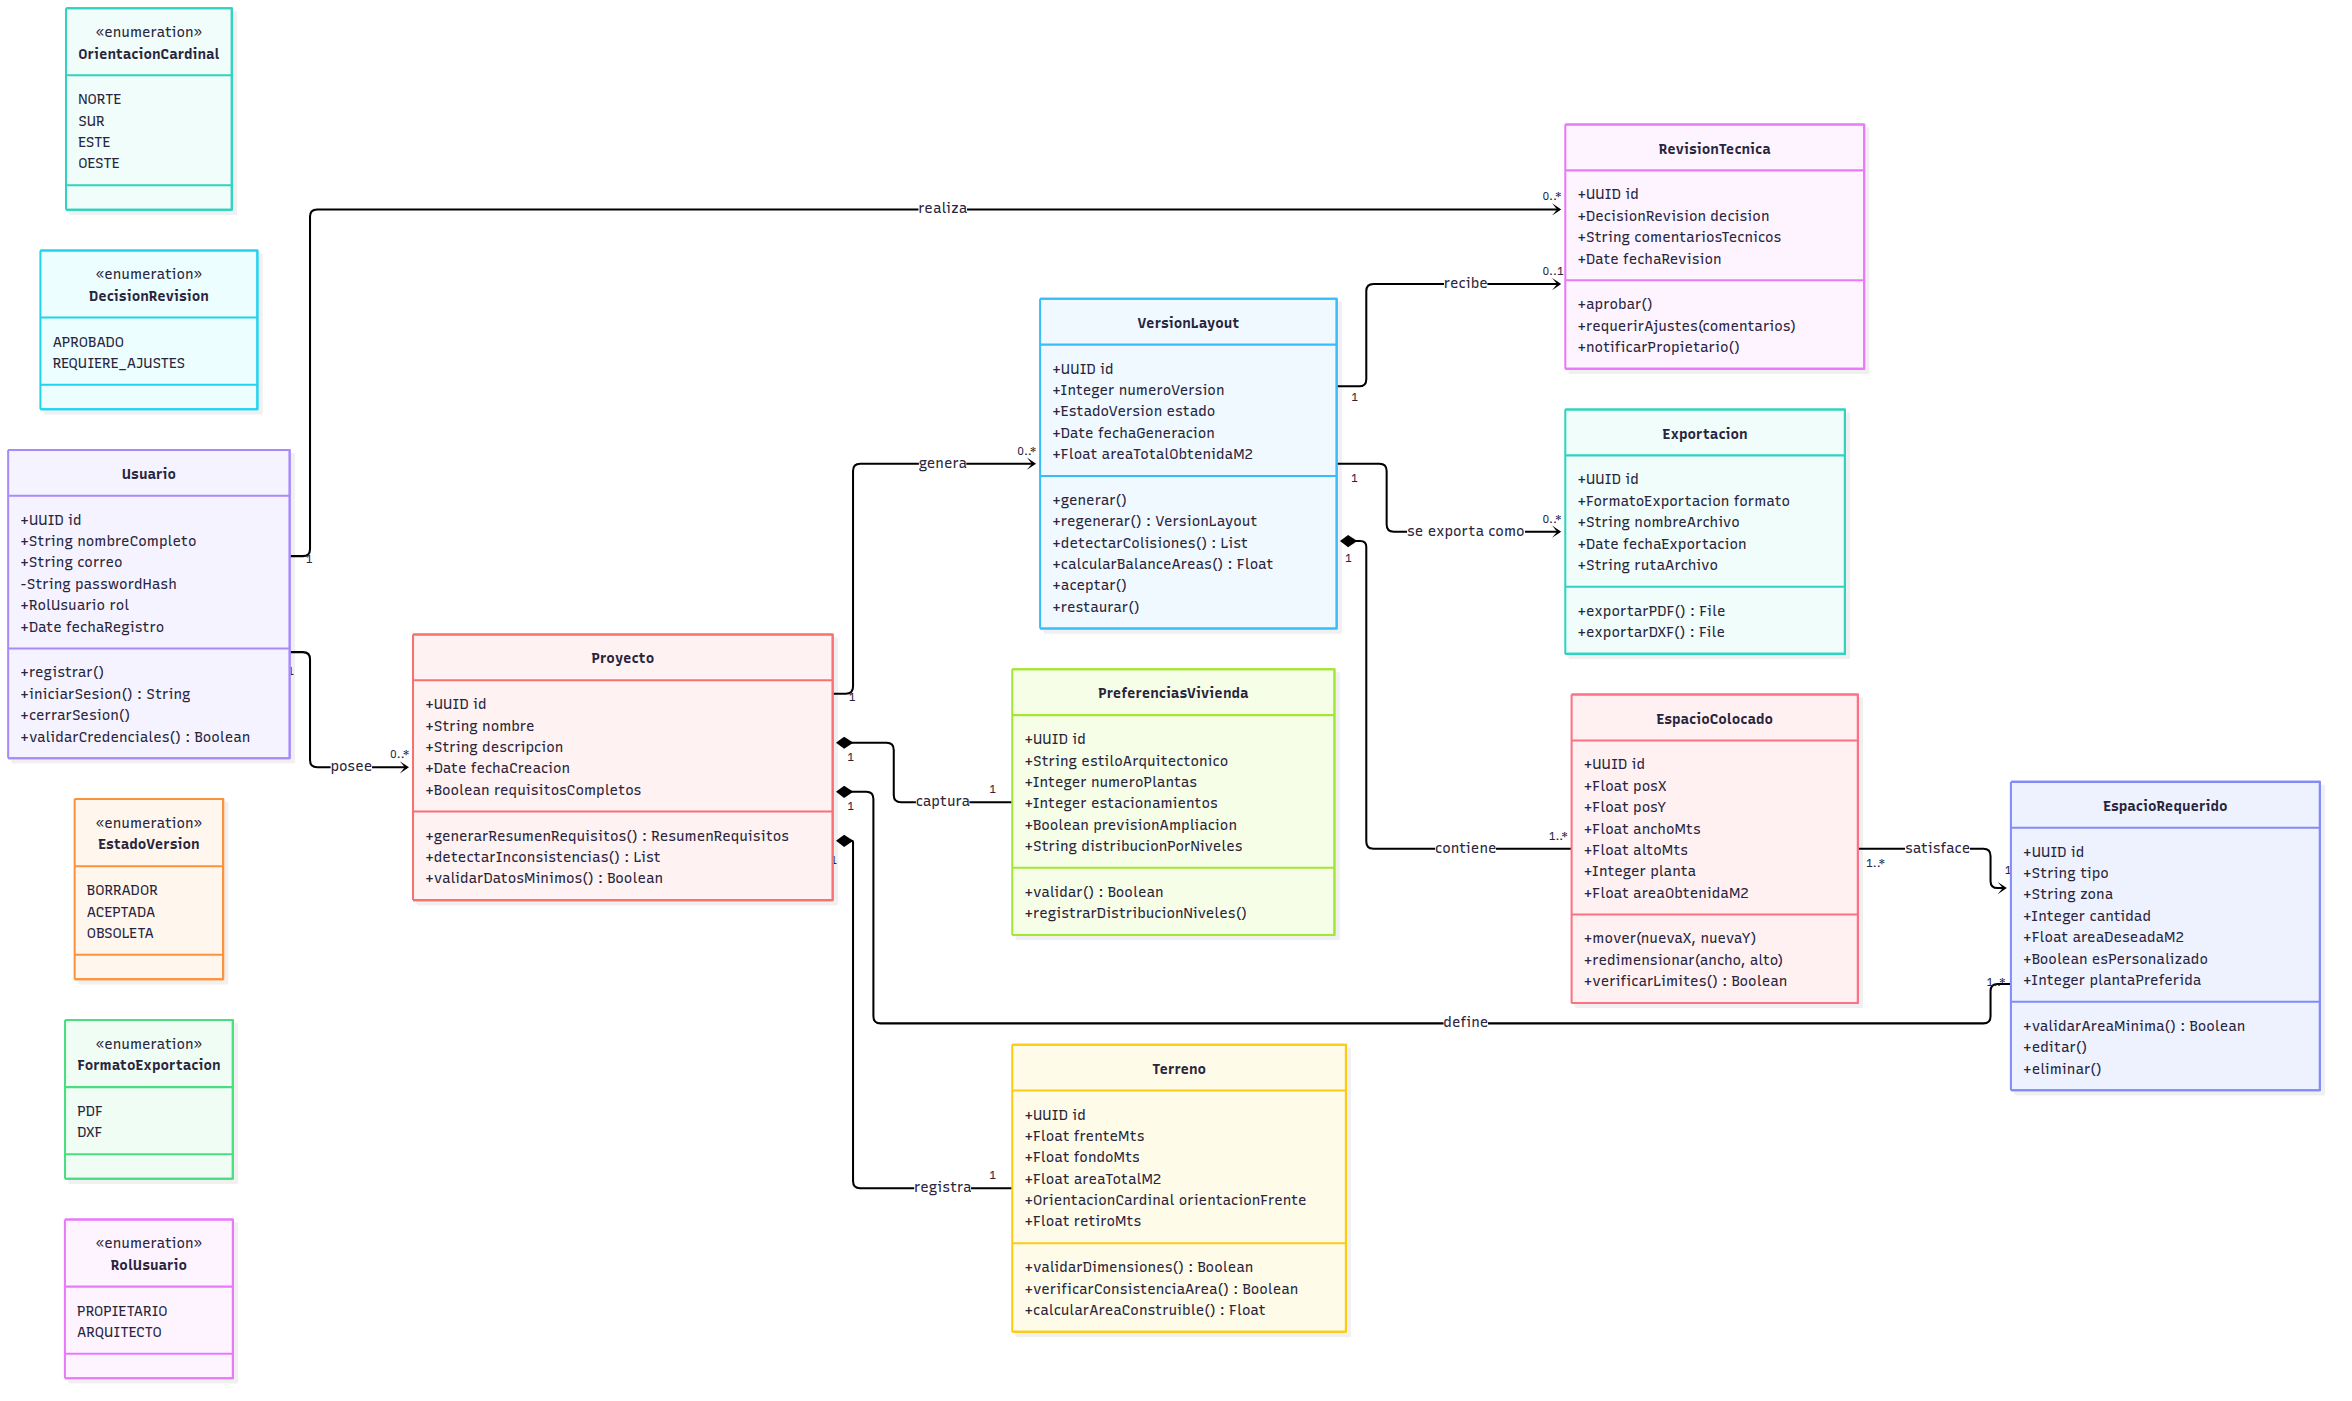 «enumeration»
OrientacionCardinal
NORTE
SUR
ESTE
OESTE
«enumeration»
DecisionRevision
APROBADO
REQUIERE_AJUSTES
Usuario
+UUID id
+String nombreCompleto
+String correo
-String passwordHash
+RolUsuario rol
+Date fechaRegistro
+registrar()
+iniciarSesion() : String
+cerrarSesion()
+validarCredenciales() : Boolean
«enumeration»
EstadoVersion
BORRADOR
ACEPTADA
OBSOLETA
«enumeration»
FormatoExportacion
PDF
DXF
«enumeration»
RolUsuario
PROPIETARIO
ARQUITECTO
1
realiza
0..*
1
posee
0..*
Proyecto
+UUID id
+String nombre
+String descripcion
+Date fechaCreacion
+Boolean requisitosCompletos
+generarResumenRequisitos() : ResumenRequisitos
+detectarInconsistencias() : List
+validarDatosMinimos() : Boolean
1
genera
0..*
1
captura
1
1
define
1..*
1
registra
1
VersionLayout
+UUID id
+Integer numeroVersion
+EstadoVersion estado
+Date fechaGeneracion
+Float areaTotalObtenidaM2
+generar()
+regenerar() : VersionLayout
+detectarColisiones() : List
+calcularBalanceAreas() : Float
+aceptar()
+restaurar()
PreferenciasVivienda
+UUID id
+String estiloArquitectonico
+Integer numeroPlantas
+Integer estacionamientos
+Boolean previsionAmpliacion
+String distribucionPorNiveles
+validar() : Boolean
+registrarDistribucionNiveles()
Terreno
+UUID id
+Float frenteMts
+Float fondoMts
+Float areaTotalM2
+OrientacionCardinal orientacionFrente
+Float retiroMts
+validarDimensiones() : Boolean
+verificarConsistenciaArea() : Boolean
+calcularAreaConstruible() : Float
1
recibe
0..1
1
se exporta como
0..*
1
contiene
1..*
RevisionTecnica
+UUID id
+DecisionRevision decision
+String comentariosTecnicos
+Date fechaRevision
+aprobar()
+requerirAjustes(comentarios)
+notificarPropietario()
Exportacion
+UUID id
+FormatoExportacion formato
+String nombreArchivo
+Date fechaExportacion
+String rutaArchivo
+exportarPDF() : File
+exportarDXF() : File
EspacioColocado
+UUID id
+Float posX
+Float posY
+Float anchoMts
+Float altoMts
+Integer planta
+Float areaObtenidaM2
+mover(nuevaX, nuevaY)
+redimensionar(ancho, alto)
+verificarLimites() : Boolean
1..*
satisface
1
EspacioRequerido
+UUID id
+String tipo
+String zona
+Integer cantidad
+Float areaDeseadaM2
+Boolean esPersonalizado
+Integer plantaPreferida
+validarAreaMinima() : Boolean
+editar()
+eliminar()